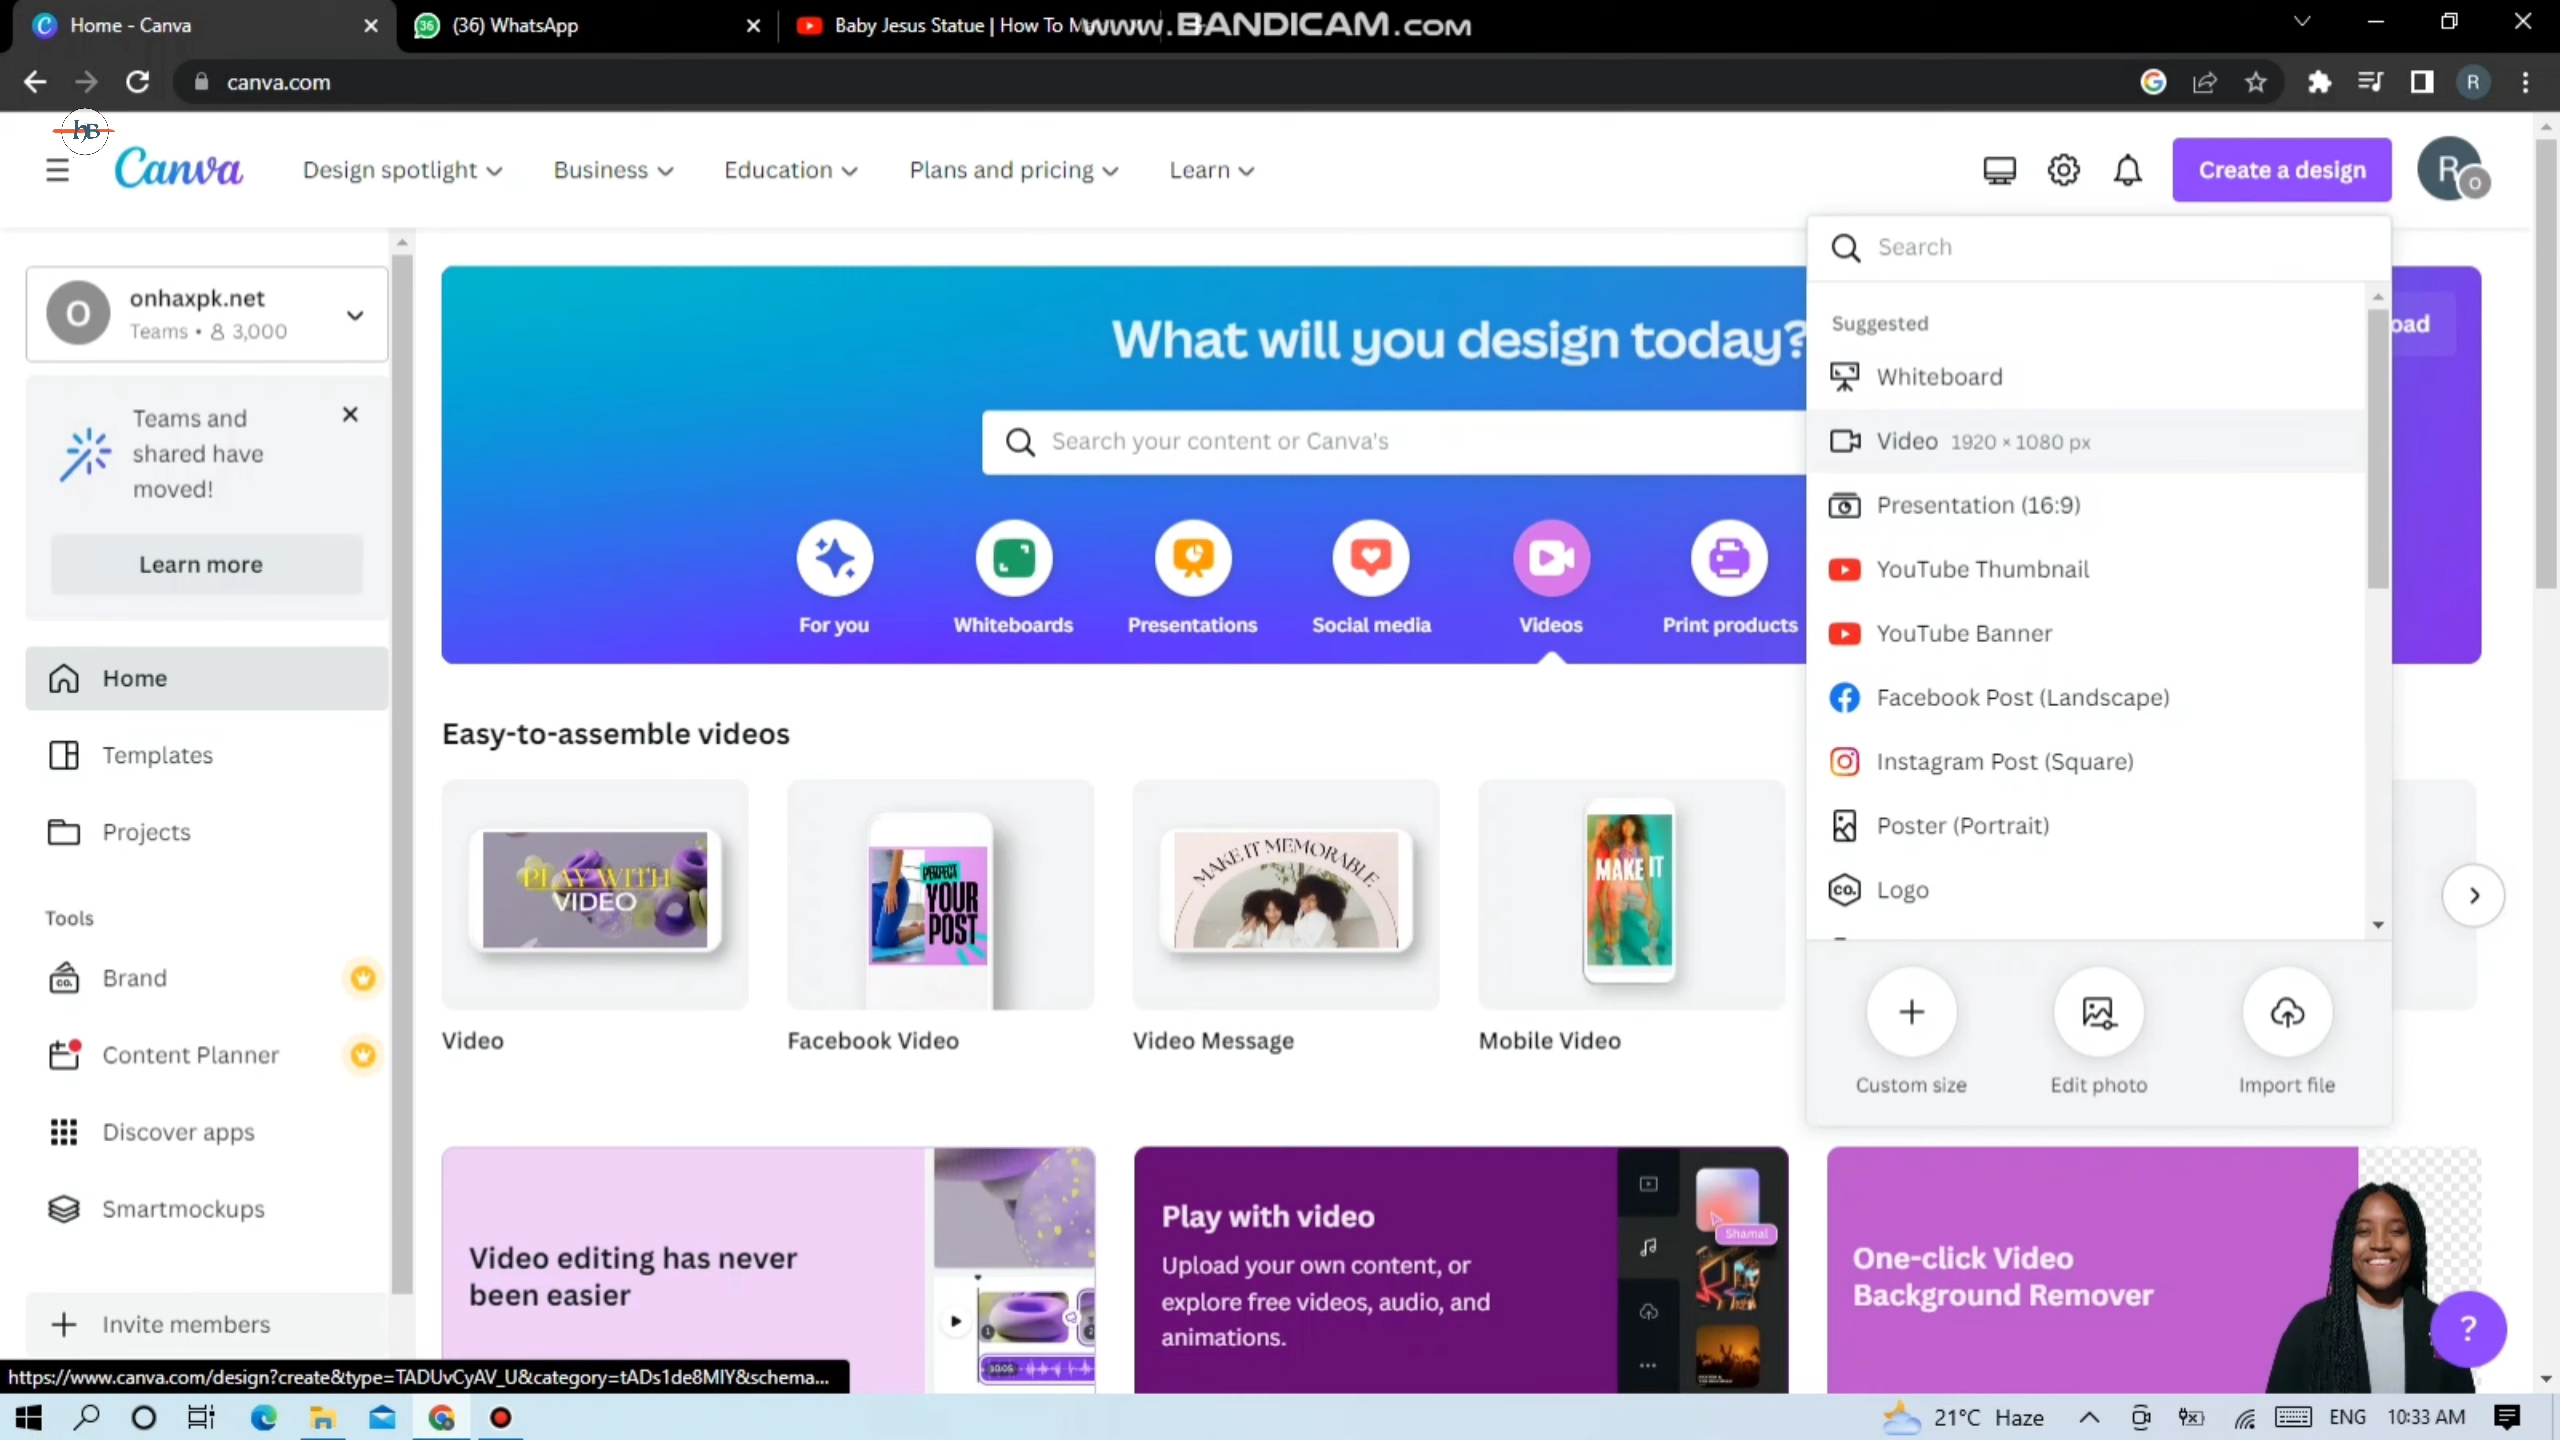 Home - Canva
(36) WhatsApp
Baby Jesus Statue | How To M
www.BANDICAM.com
canva.com
R
hB
Canva
Design spotlight
Business
Education
Plans and pricing
Learn
Create a design
R
O
O
onhaxpk.net
Teams • 3,000
Teams and
shared have
moved!
Learn more
Home
Templates
Projects
Tools
Brand
Content Planner
Discover apps
Smartmockups
Invite members
What will you design today?
Search your content or Canva's
For you
Whiteboards
Presentations
Social media
Videos
Print products
Search
Suggested
Whiteboard
Video 1920 × 1080 px
Presentation (16:9)
YouTube Thumbnail
YouTube Banner
Facebook Post (Landscape)
Instagram Post (Square)
Poster (Portrait)
CO.
Logo
Custom size
Edit photo
Import file
oad
Easy-to-assemble videos
PLAY WITH
VIDEO
PERFECT
YOUR
POST
MAKE IT MEMORABLE
MAKE IT
Video
Facebook Video
Video Message
Mobile Video
Video editing has never
been easier
Play with video
Upload your own content, or
explore free videos, audio, and
animations.
Shamal
One-click Video
Background Remover
?
https://www.canva.com/design?create&type=TADUvCyAV_U&category=tADs1de8MlY&schema...
21°C Haze
ENG
10:33 AM